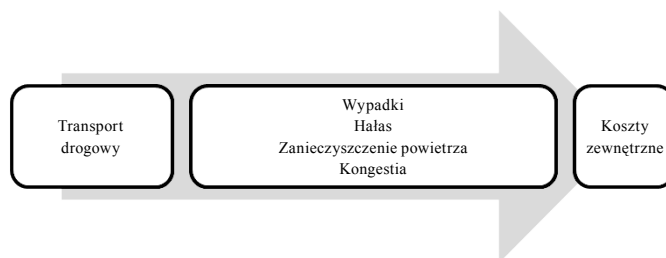 Transport
drogowy
Wypadki
Hałas
Zanieczyszczenie powietrza
Kongestia
Koszty
zewnętrzne